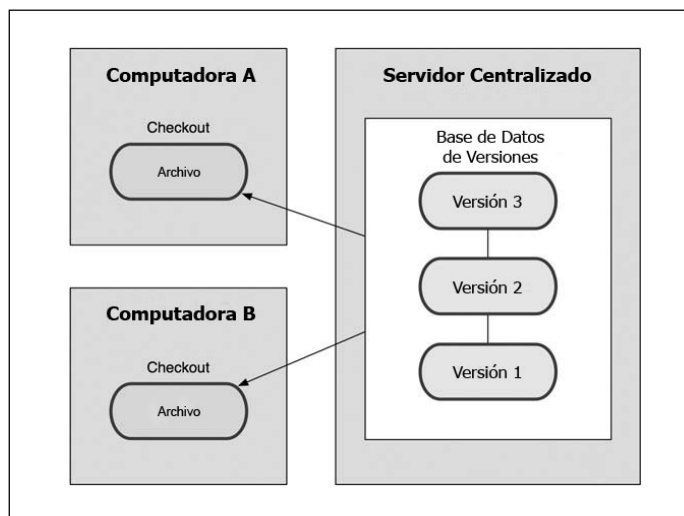 Computadora A
Checkout
Archivo
Computadora B
Checkout
Archivo
Servidor Centralizado
Base de Datos
de Versiones
Versión 3
Versión 2
Versión 1